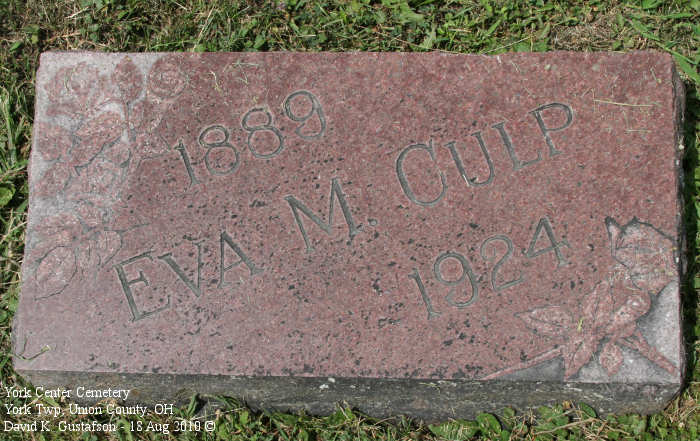 1889
EVA M. CULP
1924
York Center Cemetery
York Twp, Union County, OH
David K. Gustafson - 18 Aug 2010 ©